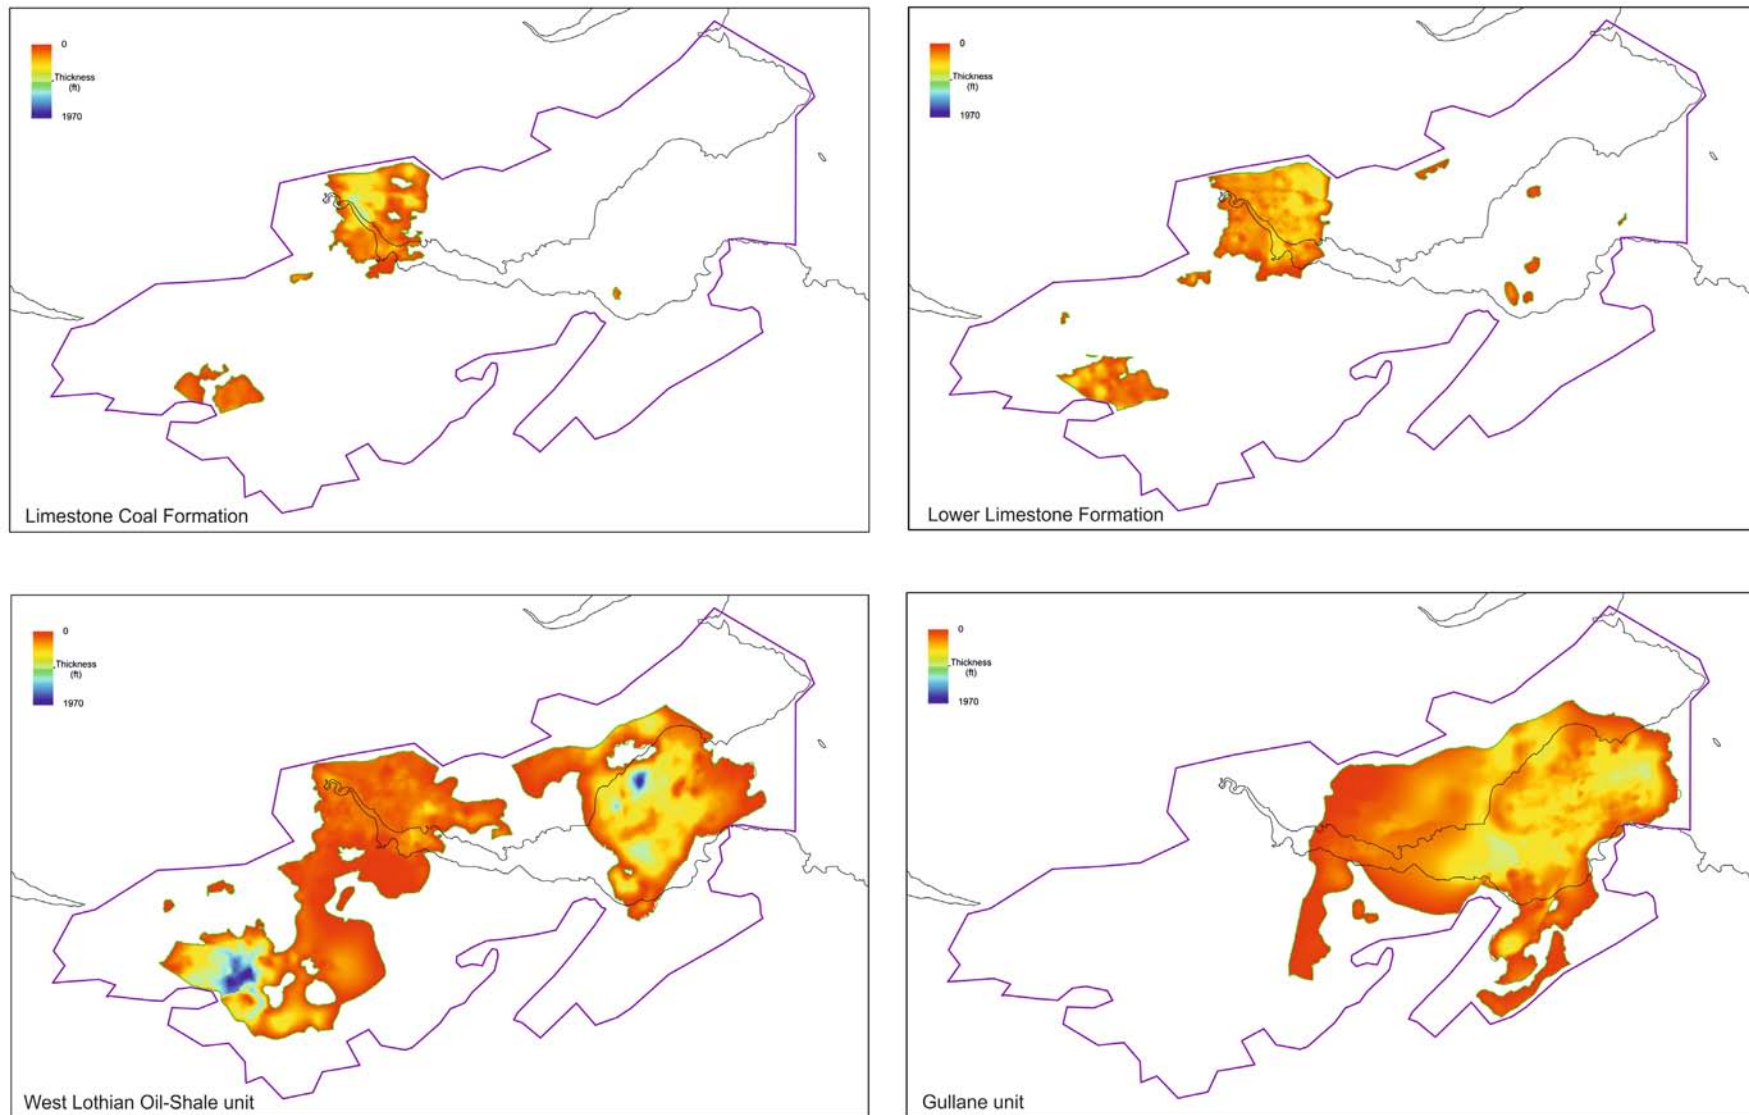 0
Thickness
(ft)
1970
Limestone Coal Formation
0
Thickness
(ft)
1970
Lower Limestone Formation
0
Thickness
(ft)
1970
West Lothian Oil-Shale unit
0
Thickness
(ft)
1970
Gullane unit